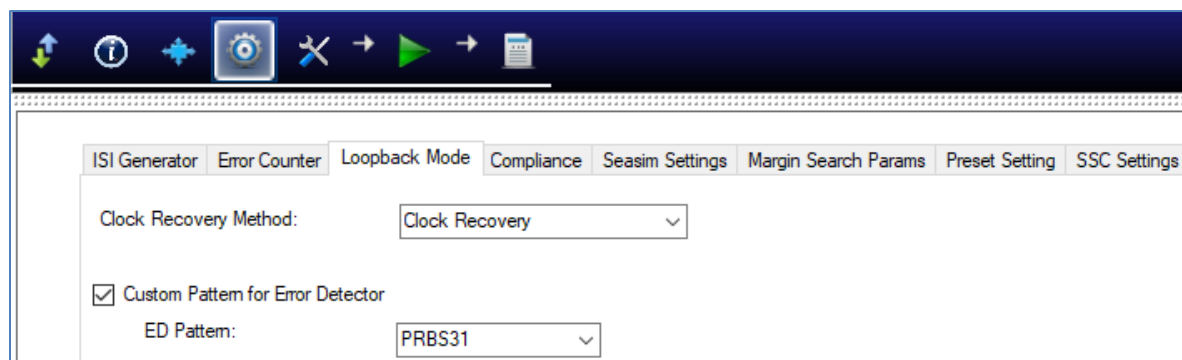 ISI Generator Error Counter Loopback Mode Compliance Seasim Settings Margin Search Params Preset Setting SSC Settings
Clock Recovery Method: Clock Recovery
Custom Pattern for Error Detector
ED Pattern: PRBS31